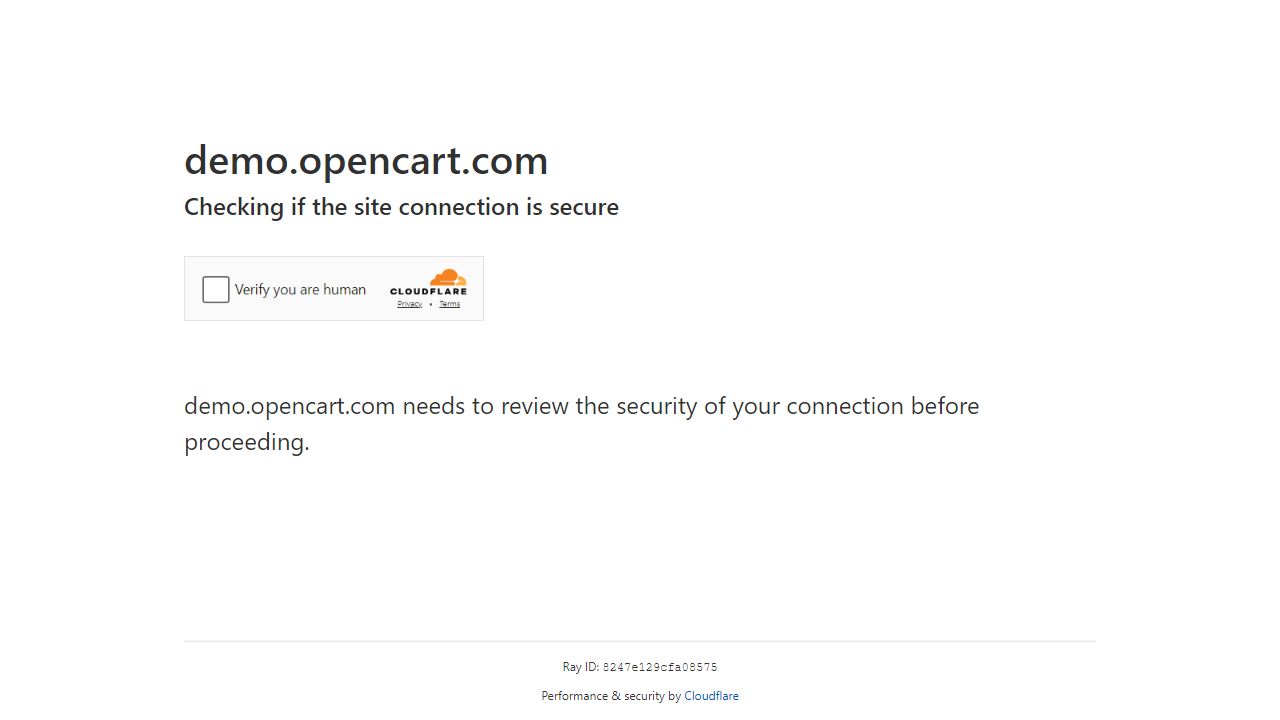 demo.opencart.com
Checking if the site connection is secure
Verify you are human
CLOUDFLARE
Privacy • Terms
demo.opencart.com needs to review the security of your connection before
proceeding.
Ray ID: 8247e129cfa08575
Performance & security by Cloudflare